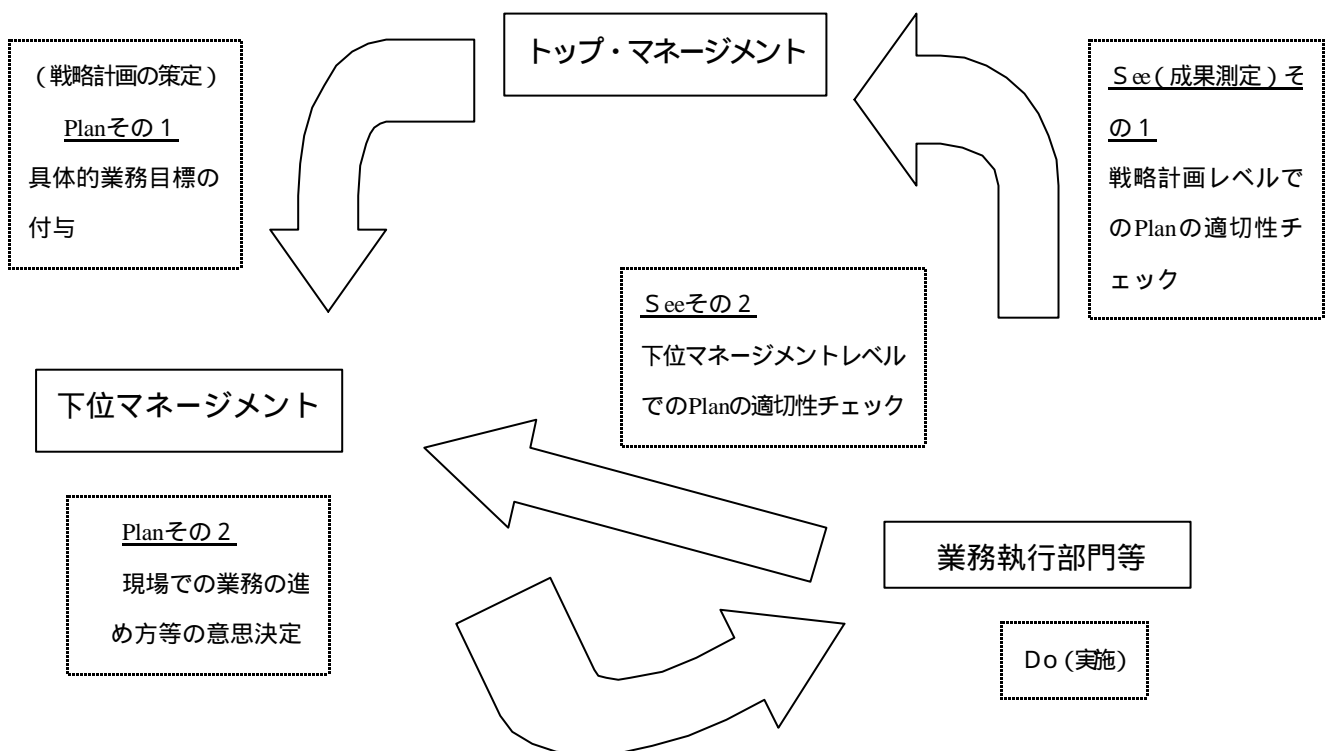 トップ・マネージメント
(戦略計画の策定)
Planその1
具体的業務目標の
付与
See(成果測定)そ
の1
戦略計画レベルで
のPlanの適切性チ
ェック
Seeその2
下位マネージメントレベル
でのPlanの適切性チェック
下位マネージメント
Planその2
現場での業務の進
め方等の意思決定
業務執行部門等
Do(実施)